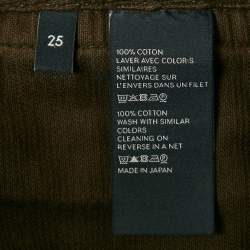 25
100% COTON
LAVER AVEC COLORIS
SIMILAIRES
NETTOYAGE SUR
L'ENVERS DANS UN FILET
100% COTTON
WASH WITH SIMILAR
COLORS
CLEANING ON
REVERSE IN A NET
MADE IN JAPAN